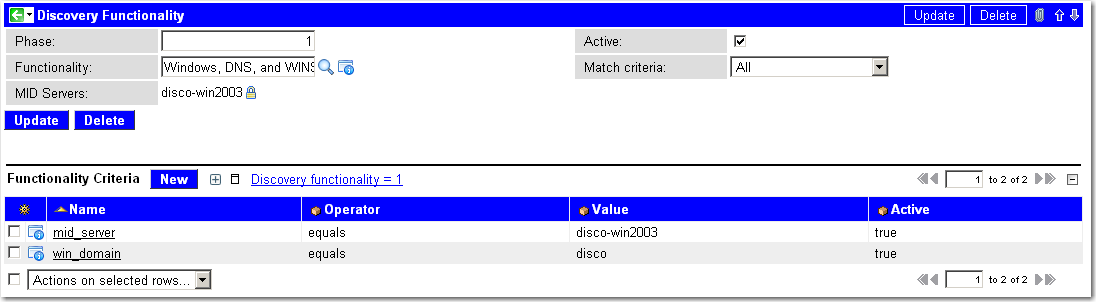 Discovery Functionality Update Delete
Phase: 1 Active:
Functionality: Windows, DNS, and WINS Match criteria: All
MID Servers: disco-win2003
Update Delete
Functionality Criteria New Discovery functionality = 1 1 to 2 of 2
Name Operator Value Active
mid_server equals disco-win2003 true
win_domain equals disco true
Actions on selected rows... 1 to 2 of 2